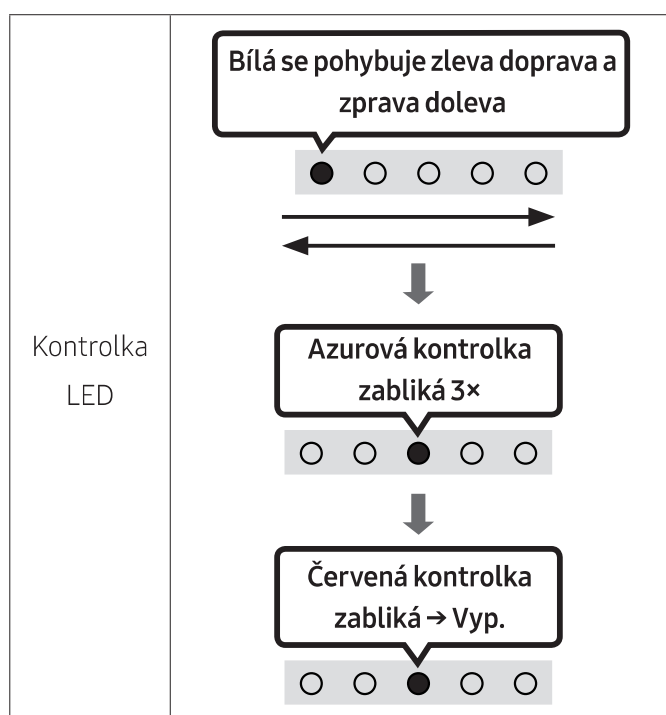 Bílá se pohybuje zleva doprava a
zprava doleva
Kontrolka
LED
Azurová kontrolka
zabliká 3×
Červená kontrolka
zabliká → Vyp.